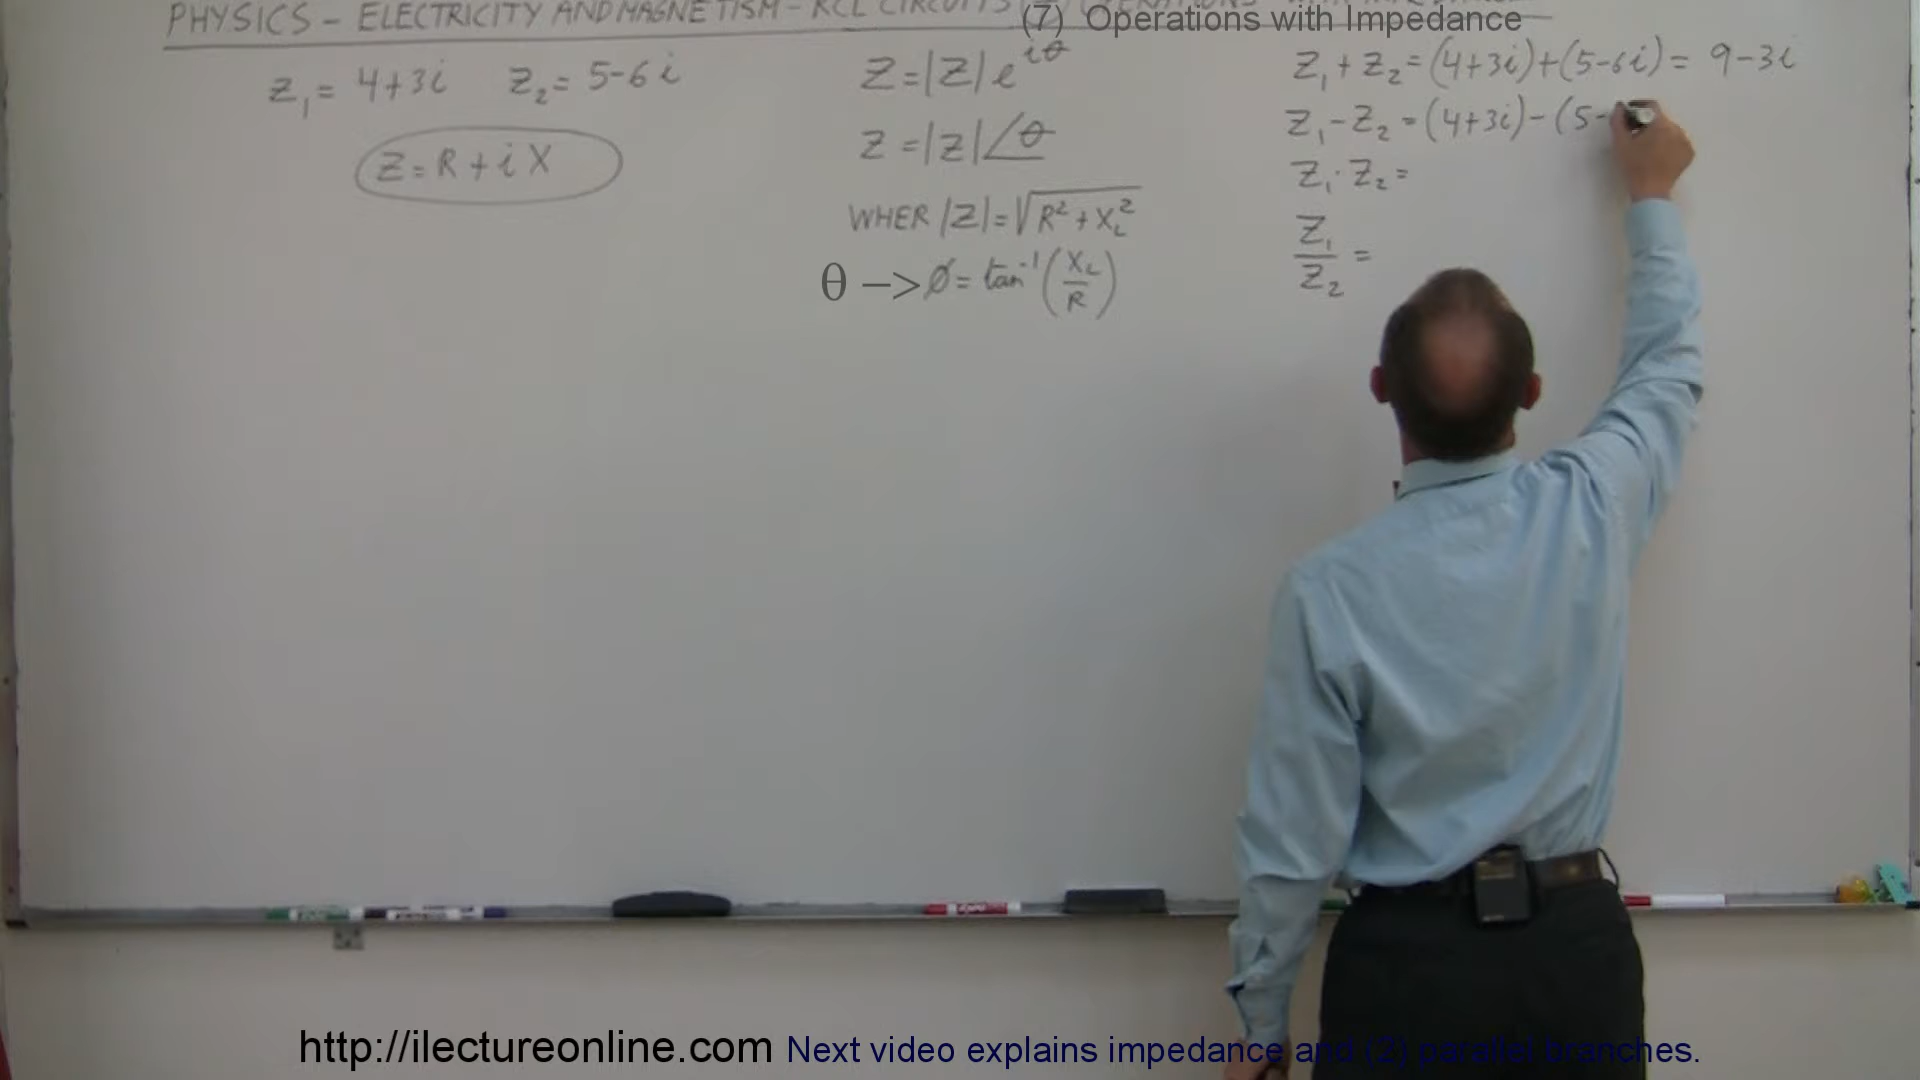 PHYSICS - ELECTRICITY AND MAGNETISM - RCL CIRCUITS
(7) Operations with Impedance
Z₁ = 4+3i Z₂ = 5-6i
Z = R + iX
Z = |Z| e^{iθ}
Z = |Z|∠θ
WHER |Z| = √(R² + X_L²)
θ –> Ø = tan⁻¹(X_L/R)
Z₁ + Z₂ = (4+3i)+(5-6i) = 9-3i
Z₁ - Z₂ = (4+3i)-(5-
Z₁ · Z₂ =
Z₁/Z₂ =
http://ilectureonline.com Next video explains impedance and (2) parallel branches.